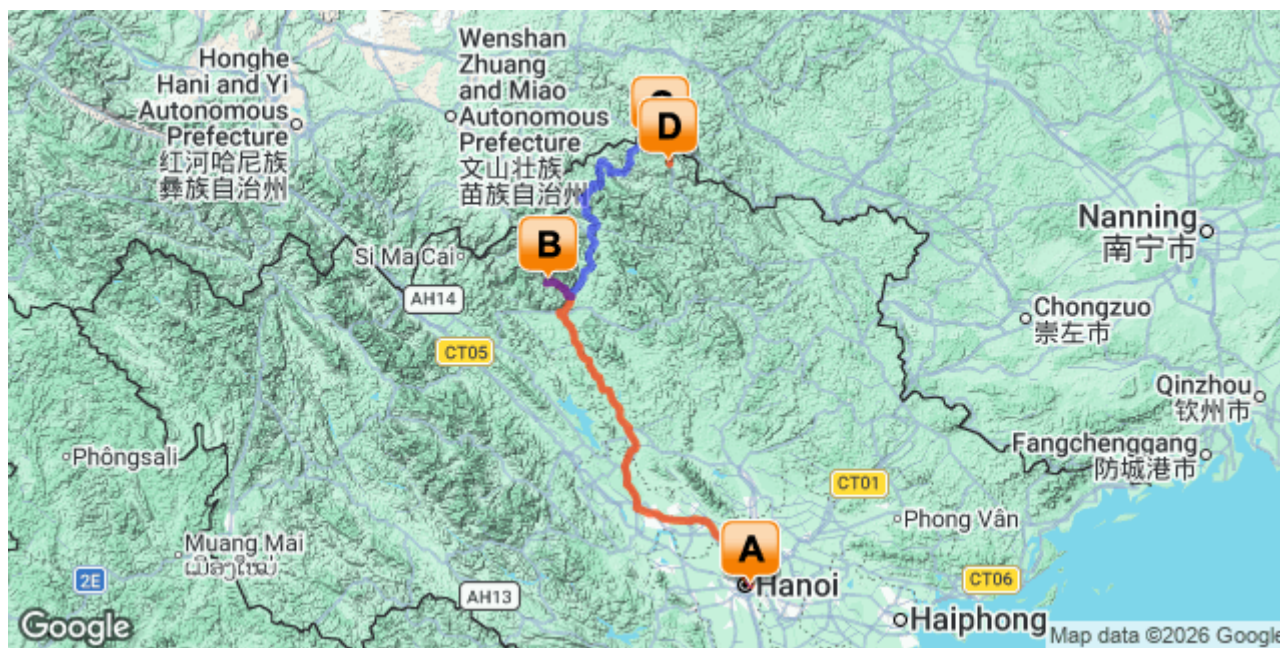 Honghe
Hani and Yi
Autonomous
Prefecture
红河哈尼族
彝族自治州
Wenshan
Zhuang
and Miao
Autonomous
Prefecture
文山壮族
苗族自治州
D
B
Si Ma Cai
AH14
CT05
Nanning
南宁市
Chongzuo
崇左市
Qinzhou
钦州市
Fangchenggang
防城港市
Phôngsali
CT01
Phong Vân
Muang Mai
ເມືອງໃໝ່
2E
AH13
A
Hanoi
CT06
Haiphong
Google
Map data ©2026 Google